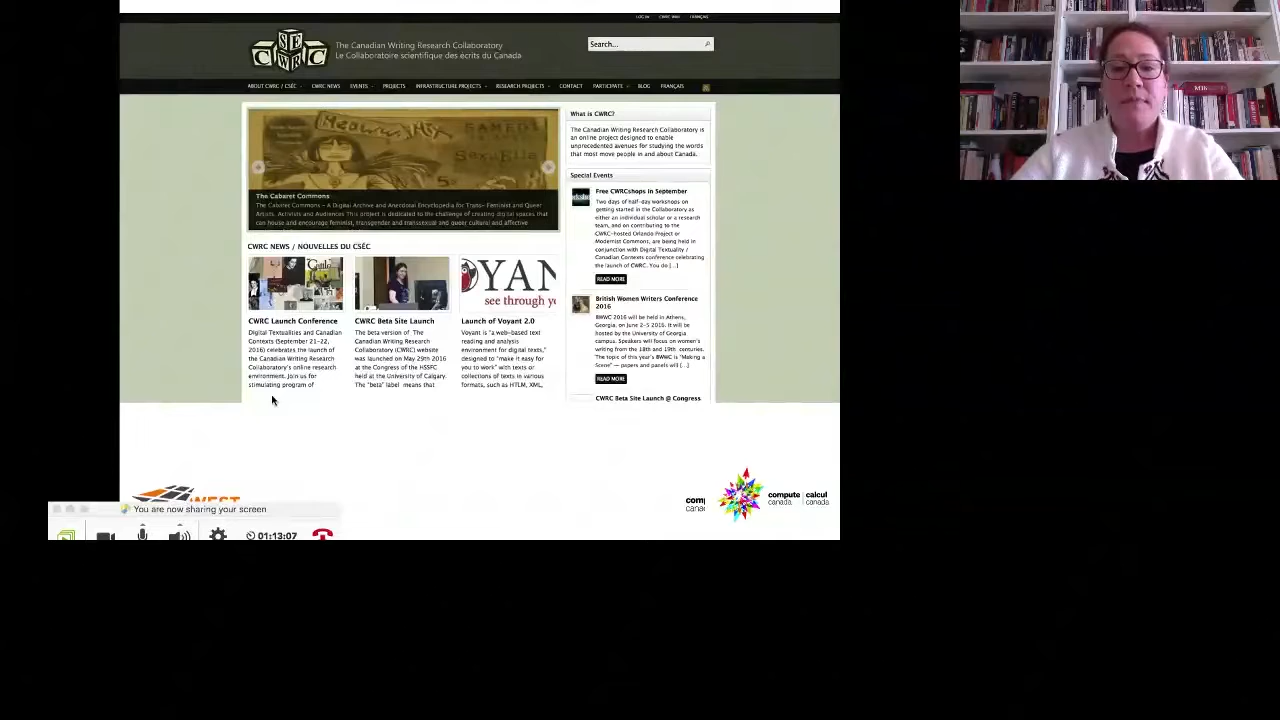 LOG IN CWRC WIKI FRANÇAIS
CWRC
The Canadian Writing Research Collaboratory
Le Collaboratoire scientifique des écrits du Canada
Search...
ABOUT CWRC / CSÉC CWRC NEWS EVENTS PROJECTS INFRASTRUCTURE PROJECTS RESEARCH PROJECTS CONTACT PARTICIPATE BLOG FRANÇAIS
SAMEDI
The Cabaret Commons
The Cabaret Commons – A Digital Archive and Anecdotal Encyclopedia for Trans- Feminist and Queer
Artists, Activists and Audiences This project is dedicated to the challenge of creating digital spaces that
can house and encourage feminist, transgender and transsexual and queer cultural and affective
CWRC NEWS / NOUVELLES DU CSÉC
VOYAN
see through yo
CWRC Launch Conference
Digital Textualities and Canadian
Contexts (September 21-22,
2016) celebrates the launch of
the Canadian Writing Research
Collaboratory's online research
environment. Join us for
stimulating program of
CWRC Beta Site Launch
The beta version of The
Canadian Writing Research
Collaboratory (CWRC) website
was launched on May 29th 2016
at the Congress of the HSSFC
held at the University of Calgary.
The "beta" label means that
Launch of Voyant 2.0
Voyant is "a web-based text
reading and analysis
environment for digital texts,"
designed to "make it easy for
you to work" with texts or
collections of texts in various
formats, such as HTLM, XML,
What is CWRC?
The Canadian Writing Research Collaboratory is
an online project designed to enable
unprecedented avenues for studying the words
that most move people in and about Canada.
Special Events
Free CWRCshops in September
Two days of half-day workshops on
getting started in the Collaboratory as
either an individual scholar or a research
team, and on contributing to the
CWRC-hosted Orlando Project or
Modernist Commons, are being held in
conjunction with Digital Textuality /
Canadian Contexts conference celebrating
the launch of CWRC. You do [...]
READ MORE
British Women Writers Conference
2016
BWWC 2016 will be held in Athens,
Georgia, on June 2-5 2016. It will be
hosted by the University of Georgia
campus. Speakers will focus on women's
writing from the 18th and 19th centuries.
The topic of this year's BWWC is "Making a
Scene" — papers and panels will [...]
READ MORE
CWRC Beta Site Launch @ Congress
WEST
com
cana
compute
canada
calcul
canada
You are now sharing your screen
01:13:07